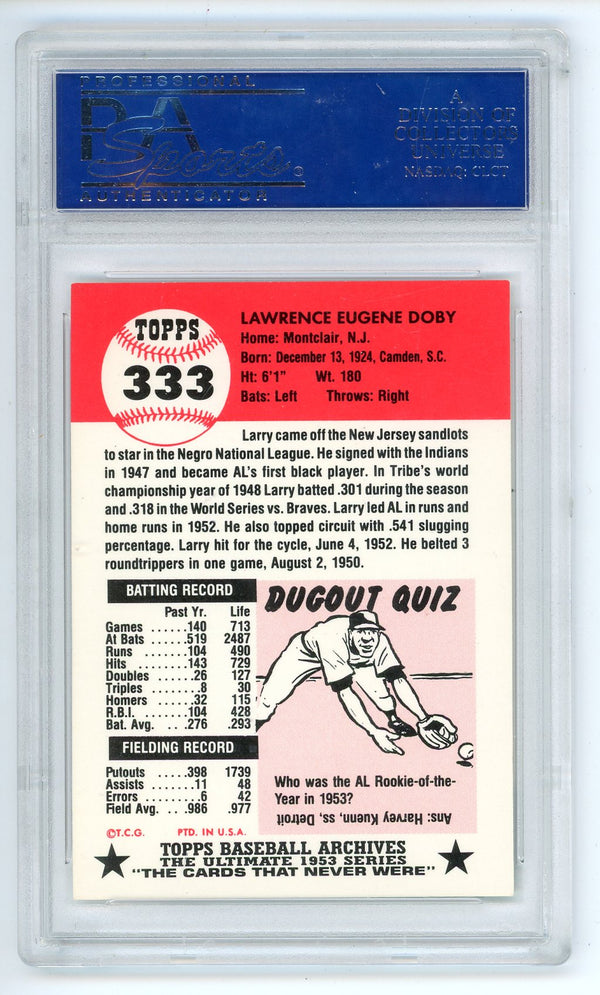 PROFESSIONAL
PSA
Sports
AUTHENTICATOR
A
DIVISION OF
COLLECTORS
UNIVERSE
NASDAQ: CLCT
TOPPS
333
LAWRENCE EUGENE DOBY
Home: Montclair, N.J.
Born: December 13, 1924, Camden, S.C.
Ht: 6'1" Wt. 180
Bats: Left Throws: Right
Larry came off the New Jersey sandlots
to star in the Negro National League. He signed with the Indians
in 1947 and became AL's first black player. In Tribe's world
championship year of 1948 Larry batted .301 during the season
and .318 in the World Series vs. Braves. Larry led AL in runs and
home runs in 1952. He also topped circuit with .541 slugging
percentage. Larry hit for the cycle, June 4, 1952. He belted 3
roundtrippers in one game, August 2, 1950.
BATTING RECORD
Past Yr. Life
Games ......140 713
At Bats .....519 2487
Runs ......104 490
Hits ......143 729
Doubles .....26 127
Triples ......8 30
Homers .....32 115
R.B.I. .....104 428
Bat. Avg. ...276 .293
FIELDING RECORD
Putouts .....398 1739
Assists ......11 48
Errors ......6 42
Field Avg. ...986 .977
DUGOUT QUIZ
Who was the AL Rookie-of-the-
Year in 1953?
Ans: Harvey Kuenn, ss, Detroit
©T.C.G. PTD. IN U.S.A.
TOPPS BASEBALL ARCHIVES
THE ULTIMATE 1953 SERIES
"THE CARDS THAT NEVER WERE"